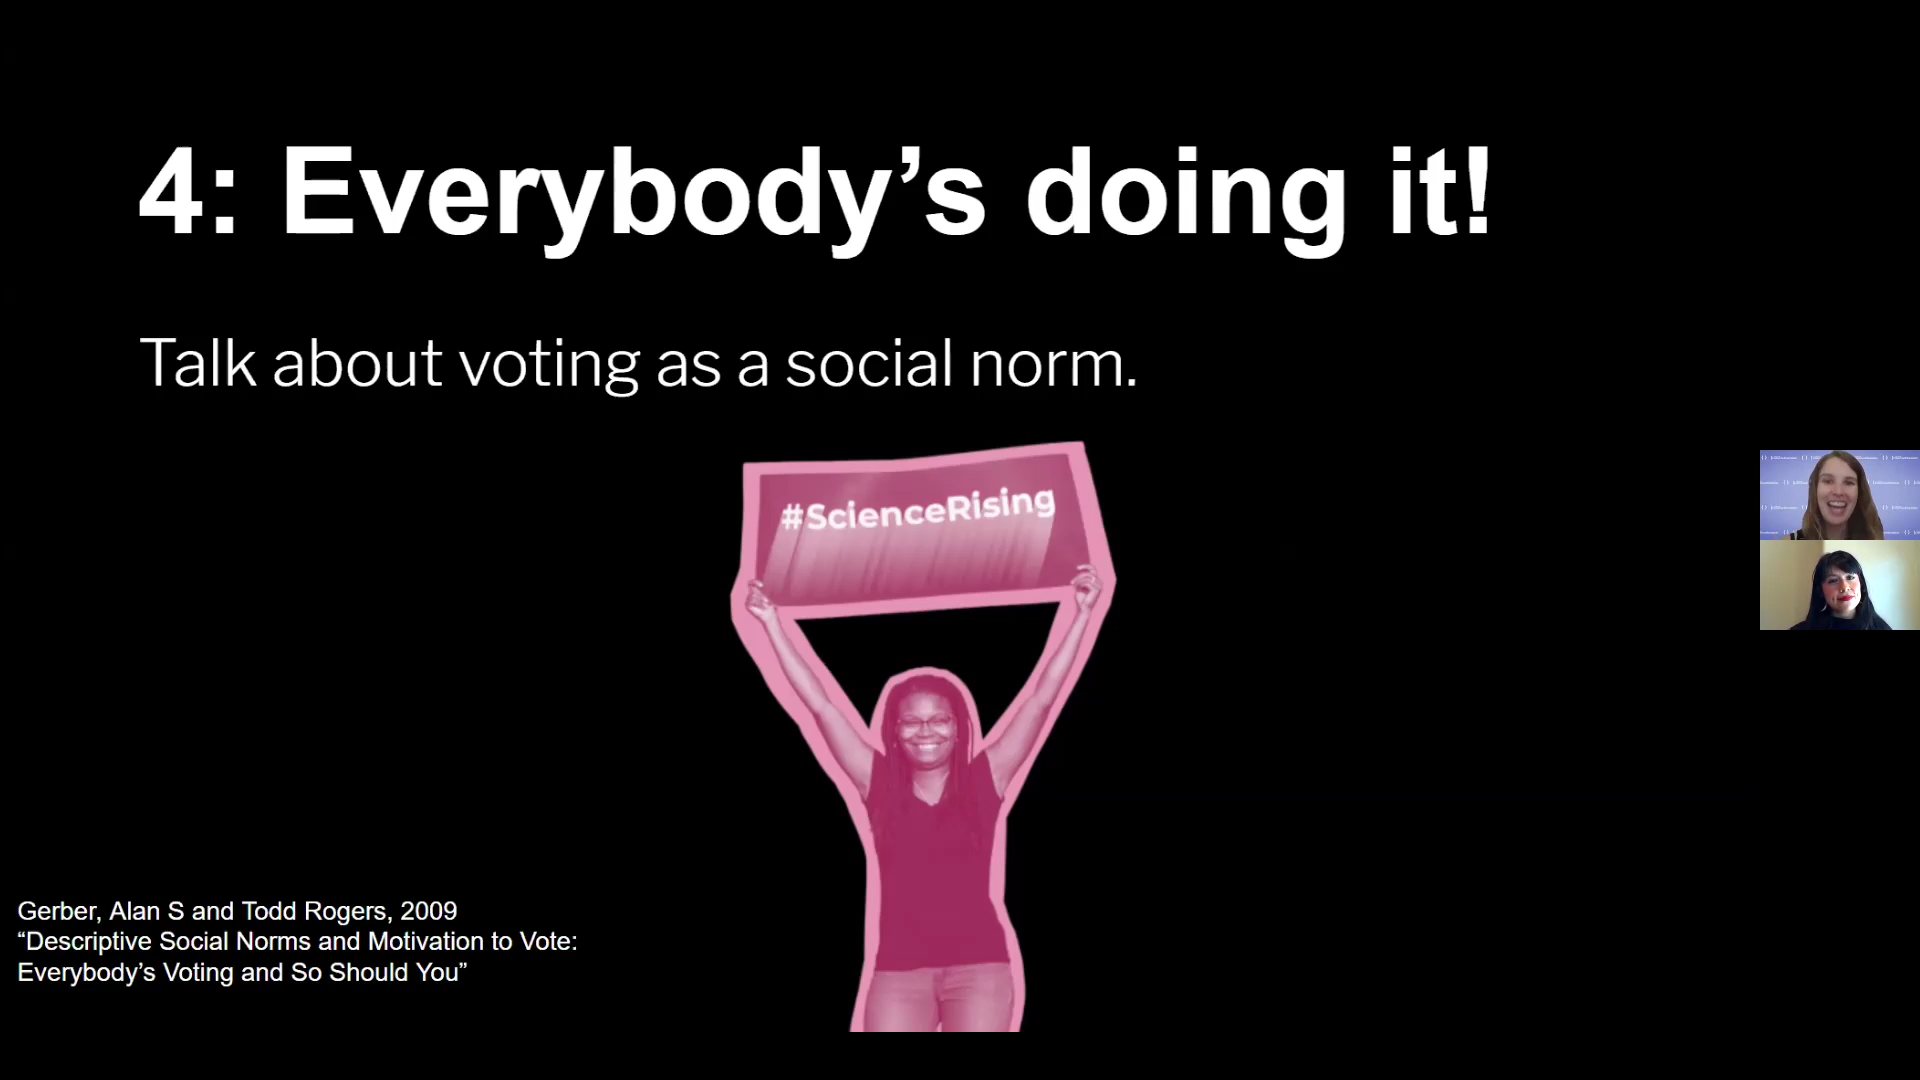 4: Everybody’s doing it!
Talk about voting as a social norm.
#ScienceRising
Gerber, Alan S and Todd Rogers, 2009
“Descriptive Social Norms and Motivation to Vote:
Everybody’s Voting and So Should You”